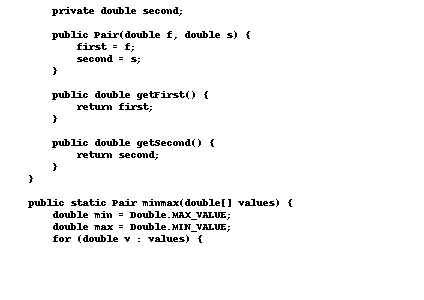 private double second;
public Pair(double f, double s) {
first = f;
second = s;
}
public double getFirst() {
return first;
}
public double getSecond() {
return second;
}
}
public static Pair minmax(double[] values) {
double min = Double.MAX_VALUE;
double max = Double.MIN_VALUE;
for (double v : values) {